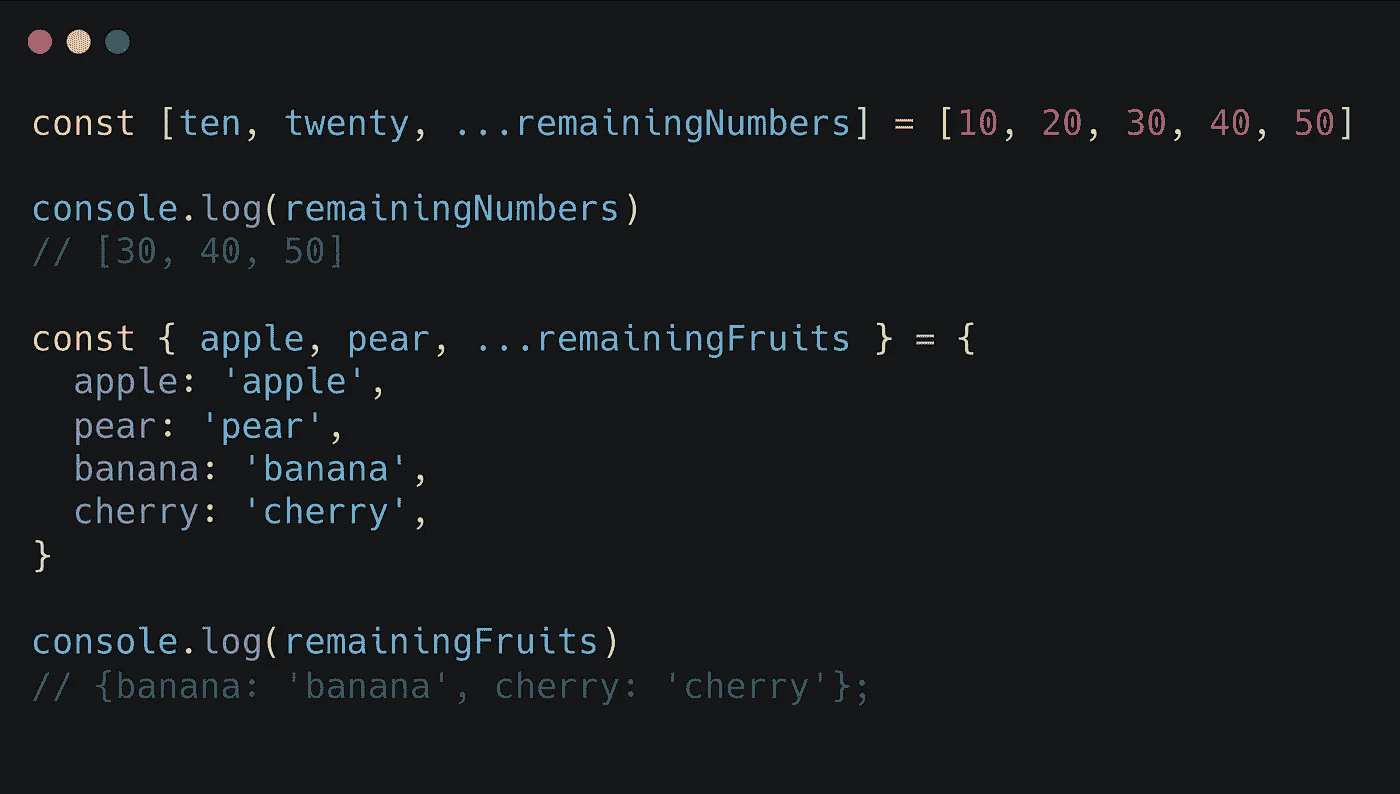 const [ten, twenty, ...remainingNumbers] = [10, 20, 30, 40, 50]
console.log(remainingNumbers)
// [30, 40, 50]
const { apple, pear, ...remainingFruits } = {
  apple: 'apple',
  pear: 'pear',
  banana: 'banana',
  cherry: 'cherry',
}
console.log(remainingFruits)
// {banana: 'banana', cherry: 'cherry'};